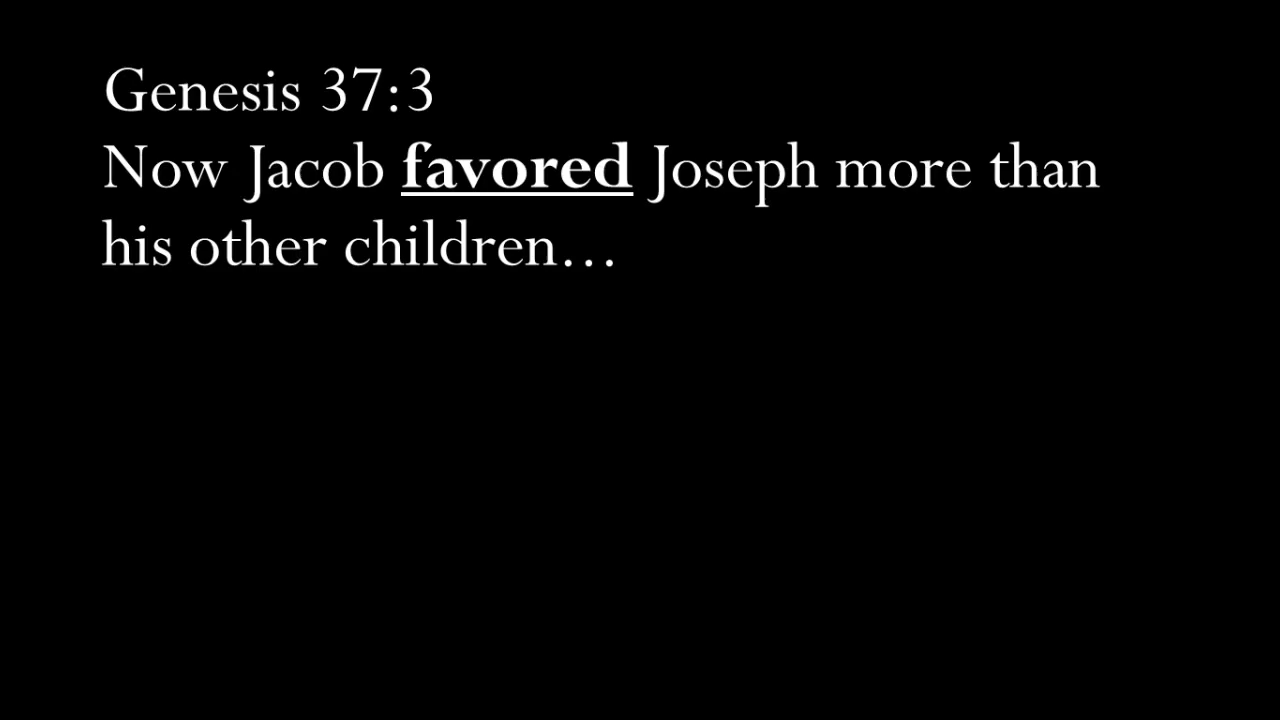 Genesis 37:3
Now Jacob favored Joseph more than
his other children…